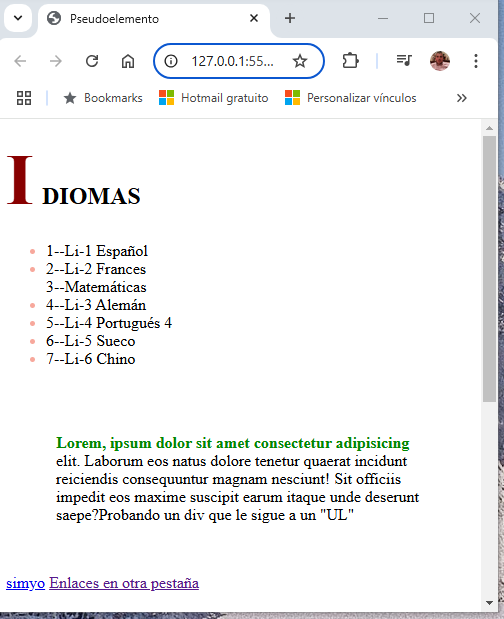 Pseudoelemento
127.0.0.1:55...
Bookmarks
Hotmail gratuito
Personalizar vínculos
I DIOMAS
1--Li-1 Español
2--Li-2 Frances
3--Matemáticas
4--Li-3 Alemán
5--Li-4 Portugués 4
6--Li-5 Sueco
7--Li-6 Chino
Lorem, ipsum dolor sit amet consectetur adipisicing
elit. Laborum eos natus dolore tenetur quaerat incidunt
reiciendis consequuntur magnam nesciunt! Sit officiis
impedit eos maxime suscipit earum itaque unde deserunt
saepe?Probando un div que le sigue a un "UL"
simyo Enlaces en otra pestaña